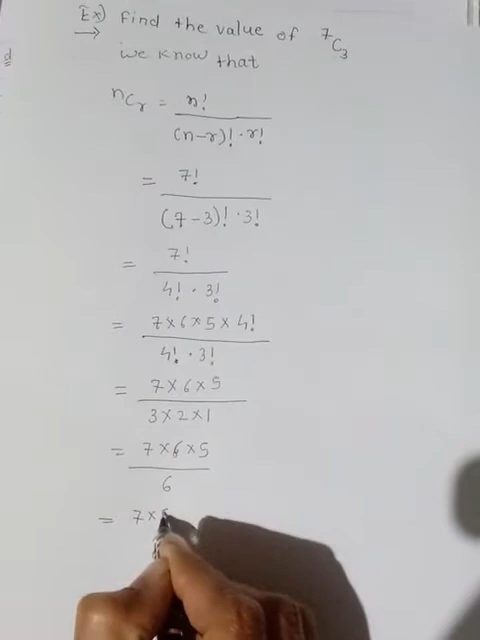 Ex) Find the value of ⁷C₃
we know that
ⁿCᵣ = n! / (n-r)! · r!
= 7! / (7-3)! · 3!
= 7! / 4! · 3!
= 7×6×5×4! / 4! · 3!
= 7×6×5 / 3×2×1
= 7×6×5 / 6
= 7×
d